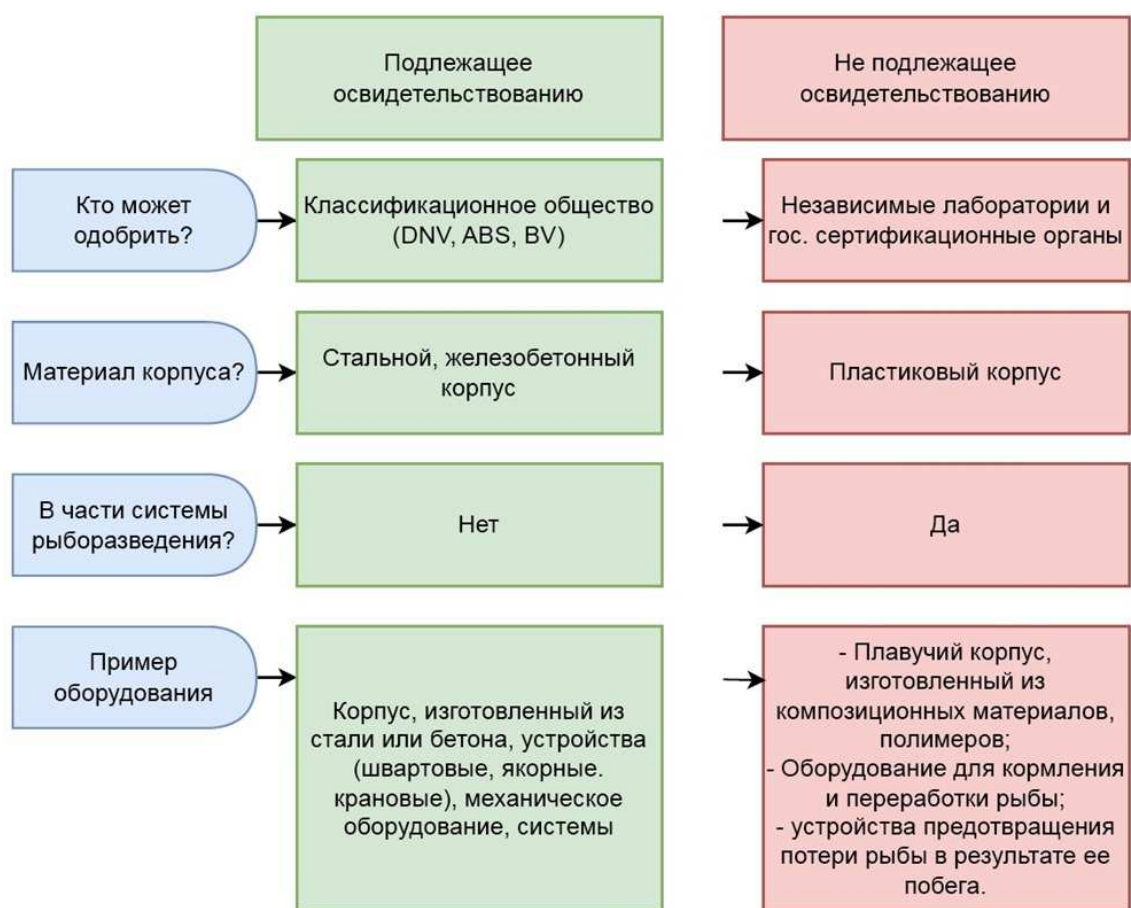 Подлежащее
освидетельствованию
Не подлежащее
освидетельствованию
Кто может
одобрить?
Классификационное общество
(DNV, ABS, BV)
Независимые лаборатории и
гос. сертификационные органы
Материал корпуса?
Стальной, железобетонный
корпус
Пластиковый корпус
В части системы
рыборазведения?
Нет
Да
Пример
оборудования
Корпус, изготовленный из
стали или бетона, устройства
(швартовые, якорные.
крановые), механическое
оборудование, системы
- Плавучий корпус,
изготовленный из
композиционных материалов,
полимеров;
- Оборудование для кормления
и переработки рыбы;
- устройства предотвращения
потери рыбы в результате ее
побега.